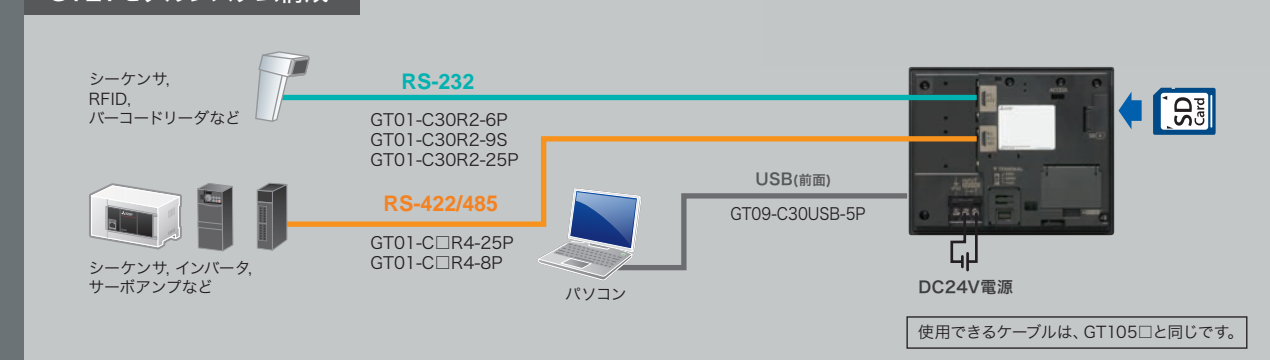 シーケンサ,
RFID,
バーコードリーダなど
RS-232
GT01-C30R2-6P
GT01-C30R2-9S
GT01-C30R2-25P
RS-422/485
GT01-C□R4-25P
GT01-C□R4-8P
シーケンサ, インバータ,
サーボアンプなど
パソコン
USB(前面)
GT09-C30USB-5P
SD
Card
DC24V電源
使用できるケーブルは、GT105□と同じです。